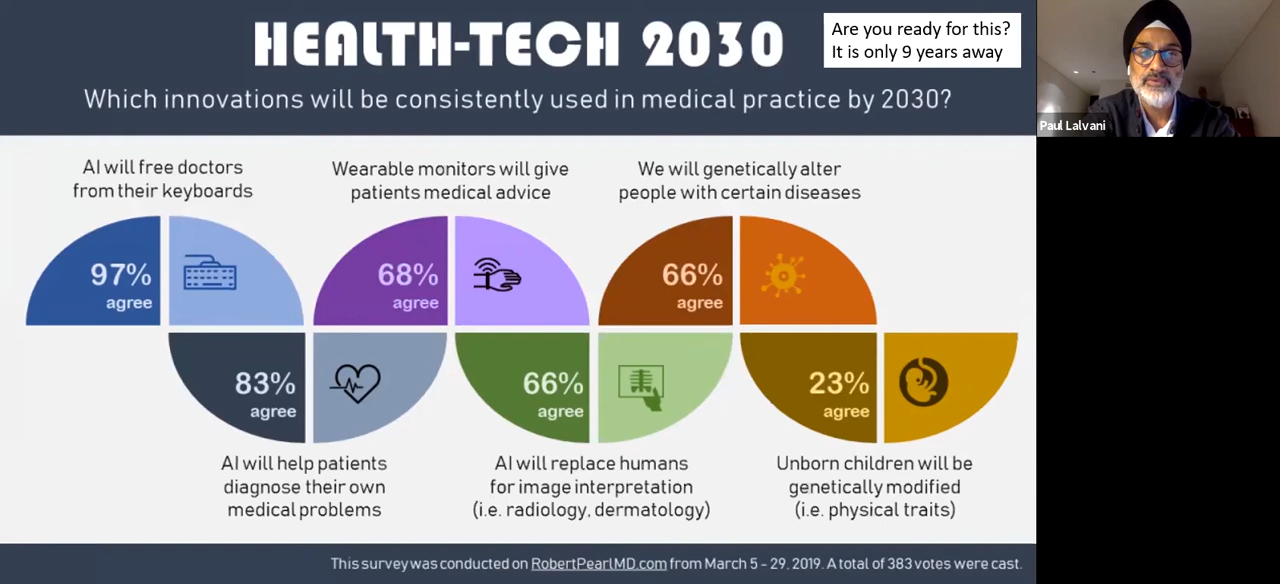 HEALTH-TECH 2030
Are you ready for this?
It is only 9 years away
Which innovations will be consistently used in medical practice by 2030?
Paul Lalvani
AI will free doctors
from their keyboards
Wearable monitors will give
patients medical advice
We will genetically alter
people with certain diseases
97%
agree
68%
agree
66%
agree
83%
agree
66%
agree
23%
agree
AI will help patients
diagnose their own
medical problems
AI will replace humans
for image interpretation
(i.e. radiology, dermatology)
Unborn children will be
genetically modified
(i.e. physical traits)
This survey was conducted on RobertPearlMD.com from March 5 - 29, 2019. A total of 383 votes were cast.